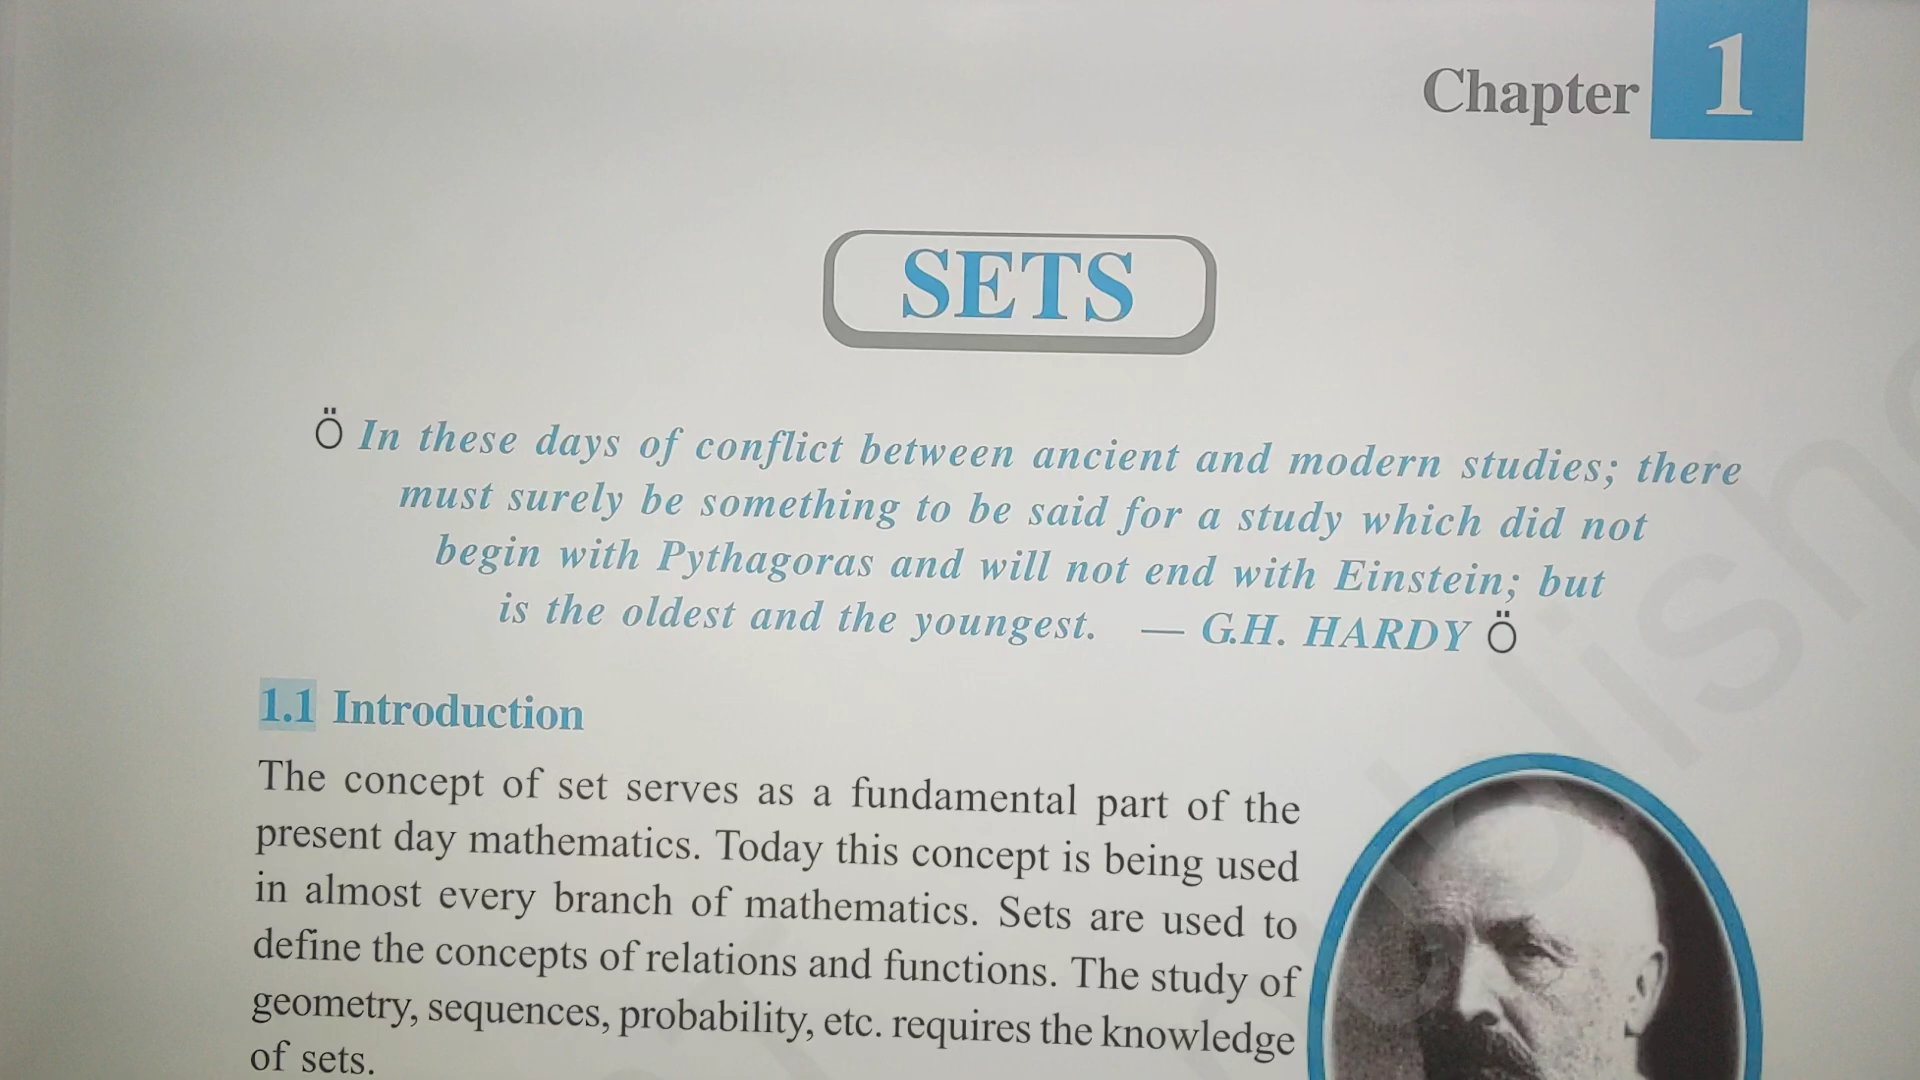 Chapter 1
SETS
Ö In these days of conflict between ancient and modern studies; there
must surely be something to be said for a study which did not
begin with Pythagoras and will not end with Einstein; but
is the oldest and the youngest. — G.H. HARDY Ö
1.1 Introduction
The concept of set serves as a fundamental part of the
present day mathematics. Today this concept is being used
in almost every branch of mathematics. Sets are used to
define the concepts of relations and functions. The study of
geometry, sequences, probability, etc. requires the knowledge
of sets.